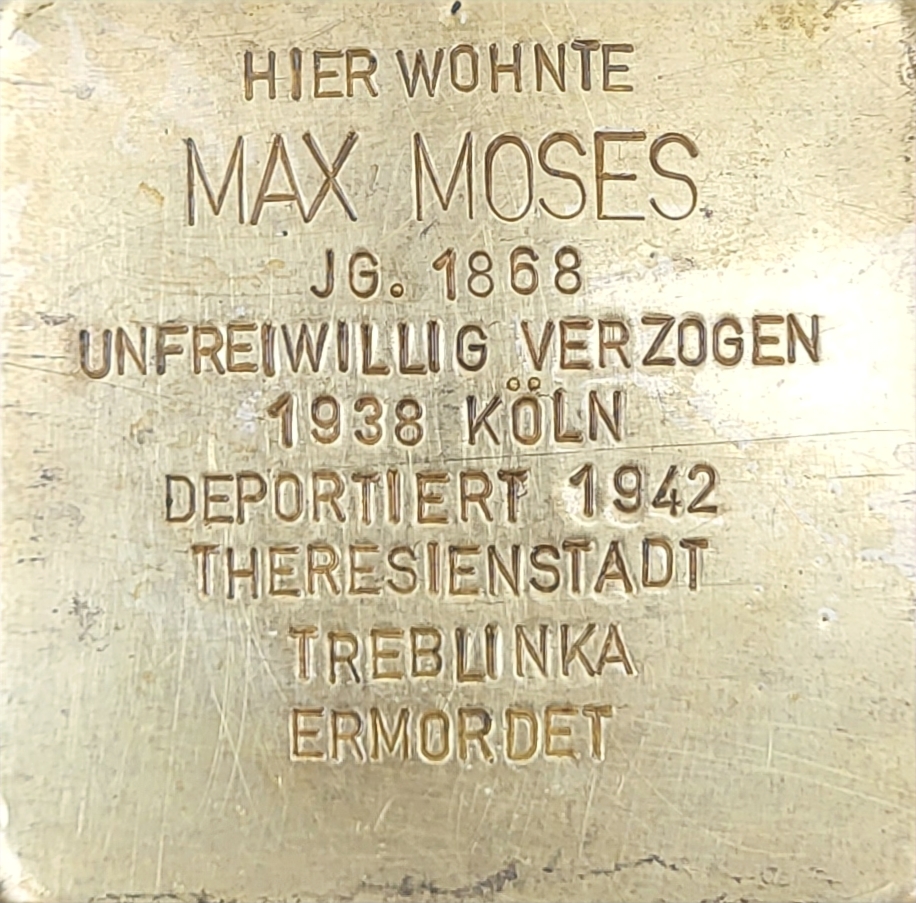 HIER WOHNTE
MAX MOSES
JG. 1868
UNFREIWILLIG VERZOGEN
1938 KÖLN
DEPORTIERT 1942
THERESIENSTADT
TREBLINKA
ERMORDET